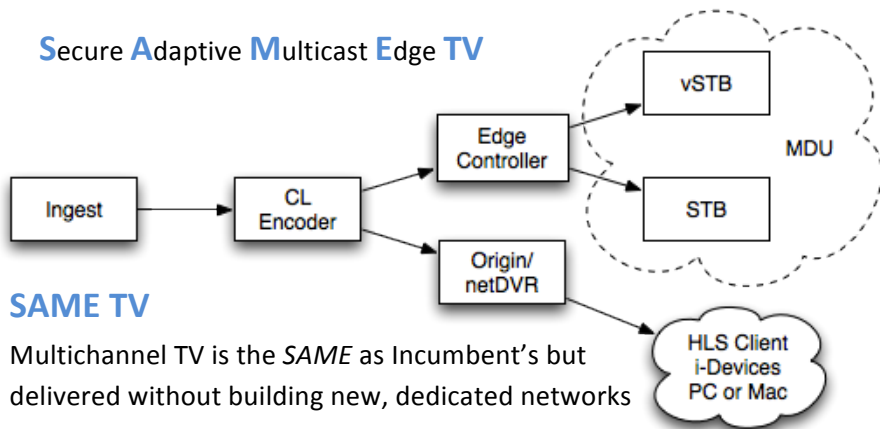 Secure Adaptive Multicast Edge TV
vSTB
Edge
Controller
MDU
Ingest
CL
Encoder
STB
Origin/
netDVR
SAME TV
HLS Client
i-Devices
PC or Mac
Multichannel TV is the SAME as Incumbent’s but
delivered without building new, dedicated networks